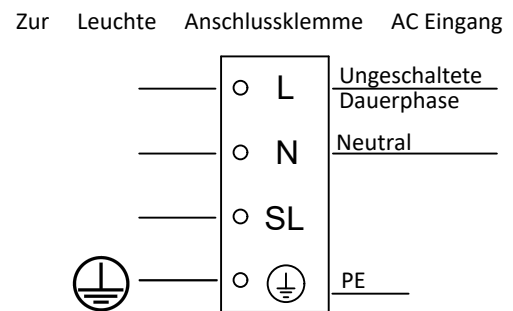 Zur Leuchte Anschlussklemme AC Eingang
L Ungeschaltete
Dauerphase
N Neutral
SL
PE